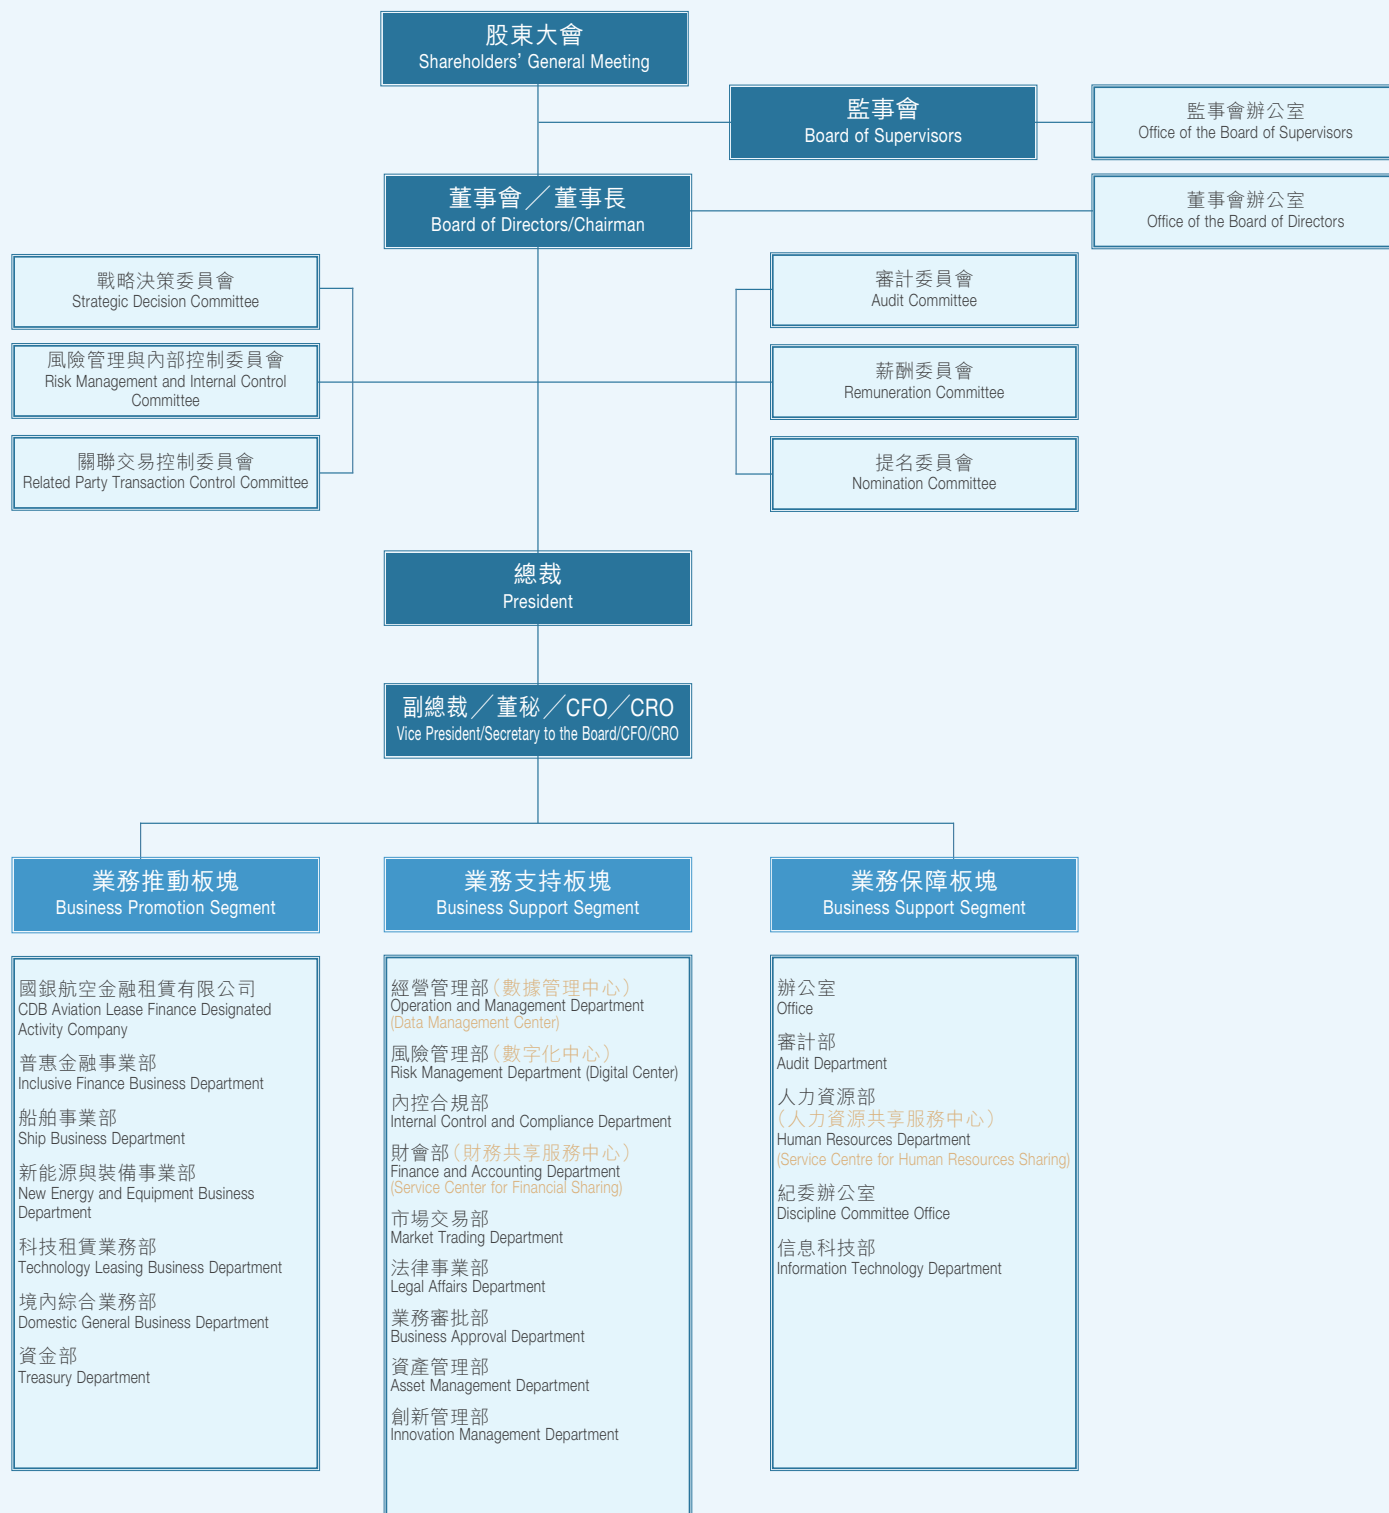 股東大會
Shareholders' General Meeting
監事會
Board of Supervisors
監事會辦公室
Office of the Board of Supervisors
董事會／董事長
Board of Directors/Chairman
董事會辦公室
Office of the Board of Directors
戰略決策委員會
Strategic Decision Committee
風險管理與內部控制委員會
Risk Management and Internal Control
Committee
關聯交易控制委員會
Related Party Transaction Control Committee
審計委員會
Audit Committee
薪酬委員會
Remuneration Committee
提名委員會
Nomination Committee
總裁
President
副總裁／董秘／CFO／CRO
Vice President/Secretary to the Board/CFO/CRO
業務推動板塊
Business Promotion Segment
國銀航空金融租賃有限公司
CDB Aviation Lease Finance Designated
Activity Company
普惠金融事業部
Inclusive Finance Business Department
船舶事業部
Ship Business Department
新能源與裝備事業部
New Energy and Equipment Business
Department
科技租賃業務部
Technology Leasing Business Department
境內綜合業務部
Domestic General Business Department
資金部
Treasury Department
業務支持板塊
Business Support Segment
經營管理部（數據管理中心）
Operation and Management Department
(Data Management Center)
風險管理部（數字化中心）
Risk Management Department (Digital Center)
內控合規部
Internal Control and Compliance Department
財會部（財務共享服務中心）
Finance and Accounting Department
(Service Center for Financial Sharing)
市場交易部
Market Trading Department
法律事業部
Legal Affairs Department
業務審批部
Business Approval Department
資產管理部
Asset Management Department
創新管理部
Innovation Management Department
業務保障板塊
Business Support Segment
辦公室
Office
審計部
Audit Department
人力資源部
（人力資源共享服務中心）
Human Resources Department
(Service Centre for Human Resources Sharing)
紀委辦公室
Discipline Committee Office
信息科技部
Information Technology Department